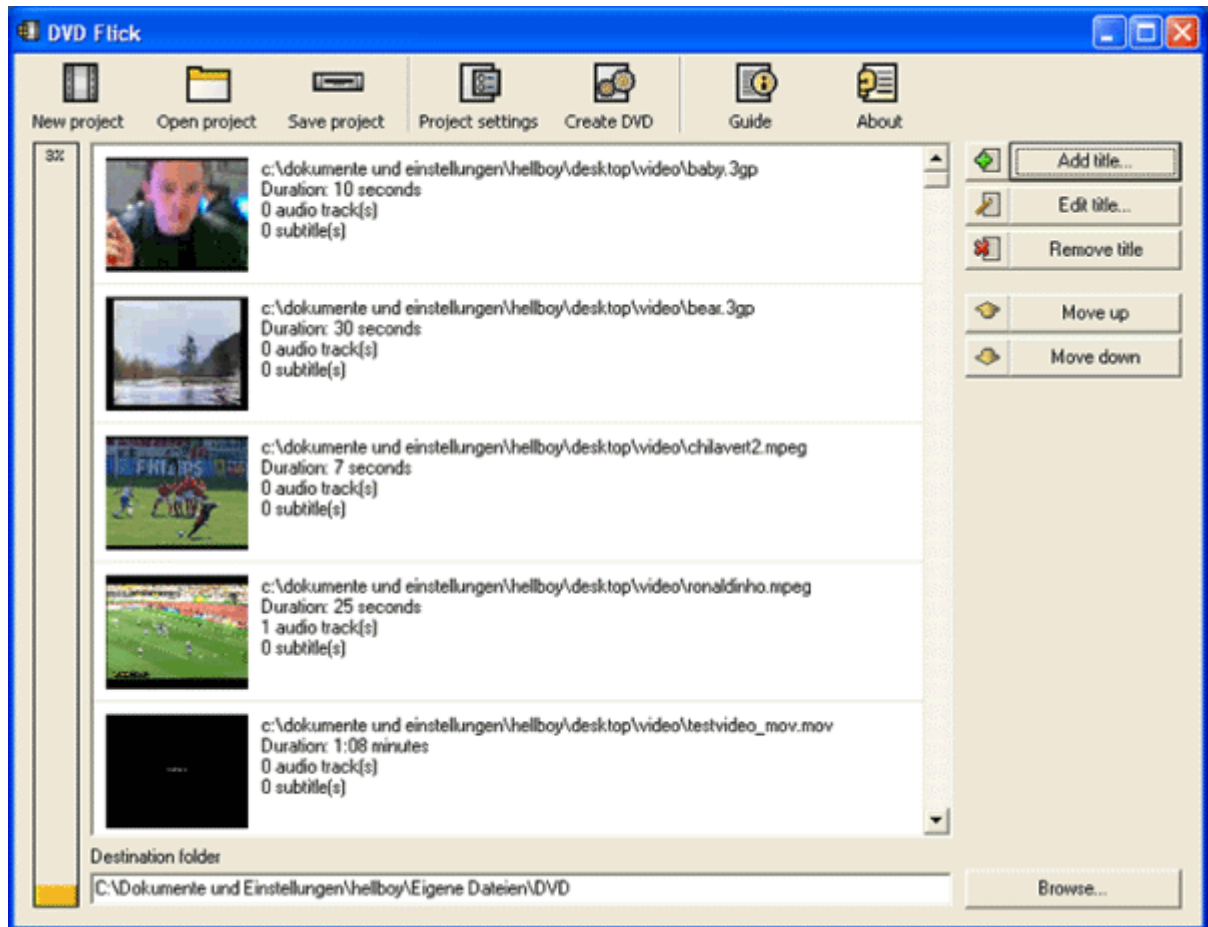 DVD Flick
New project
Open project
Save project
Project settings
Create DVD
Guide
About
3%
c:\dokumente und einstellungen\hellboy\desktop\video\baby.3gp
Duration: 10 seconds
0 audio track(s)
0 subtitle(s)
c:\dokumente und einstellungen\hellboy\desktop\video\bear.3gp
Duration: 30 seconds
0 audio track(s)
0 subtitle(s)
PHILIPS
c:\dokumente und einstellungen\hellboy\desktop\video\chilavert2.mpeg
Duration: 7 seconds
0 audio track(s)
0 subtitle(s)
c:\dokumente und einstellungen\hellboy\desktop\video\ronaldinho.mpeg
Duration: 25 seconds
1 audio track(s)
0 subtitle(s)
c:\dokumente und einstellungen\hellboy\desktop\video\testvideo_mov.mov
Duration: 1:08 minutes
0 audio track(s)
0 subtitle(s)
Add title...
Edit title...
Remove title
Move up
Move down
Destination folder
C:\Dokumente und Einstellungen\hellboy\Eigene Dateien\DVD
Browse...